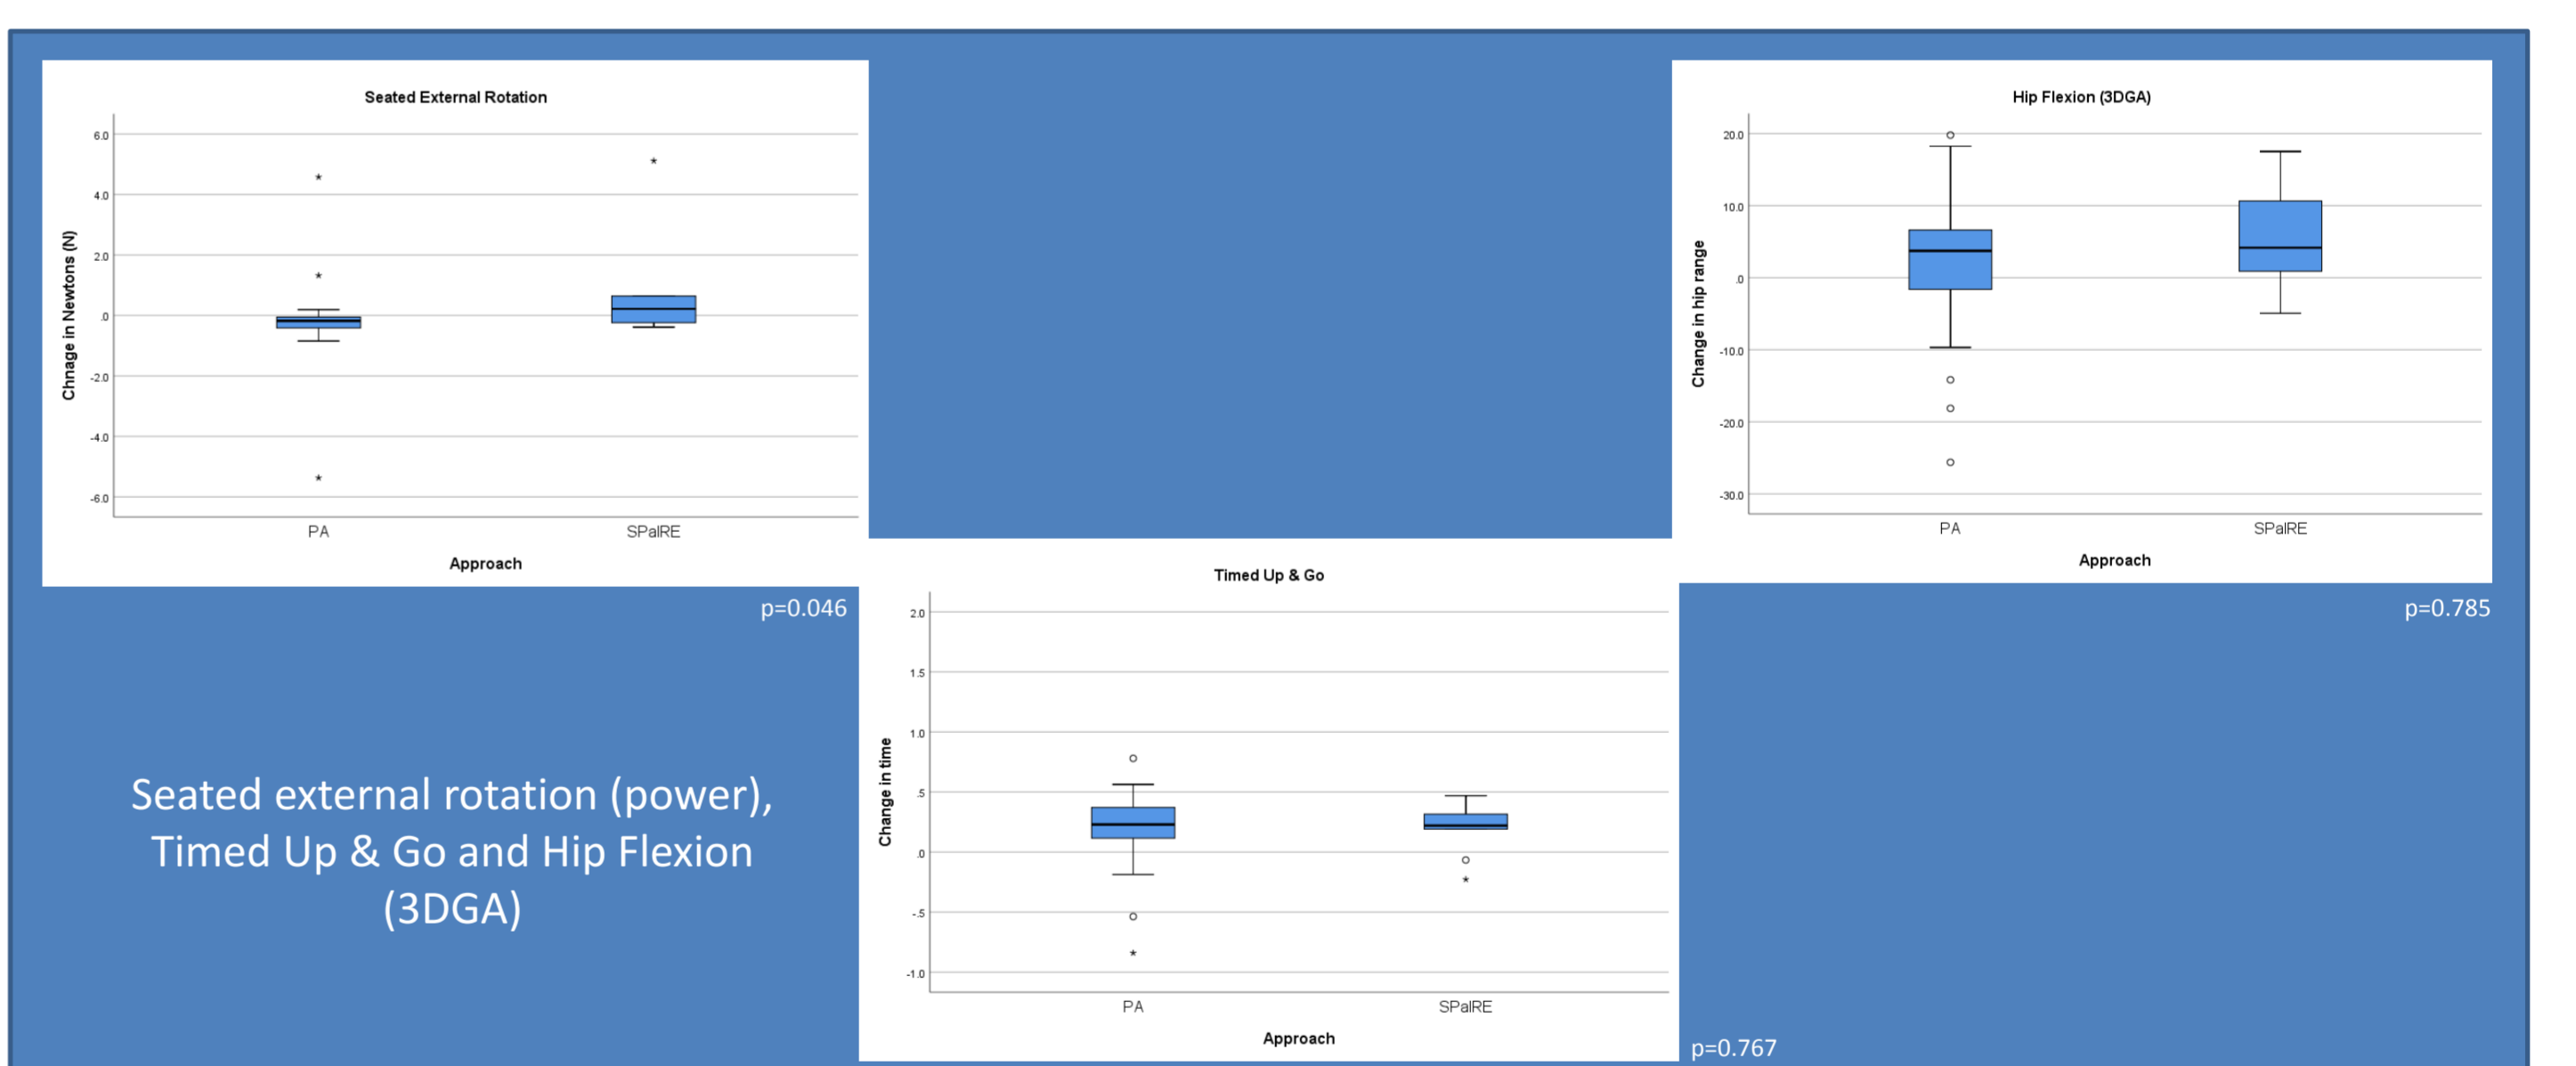 Seated External Rotation
Chnage in Newtons (N)
6.0
4.0
2.0
.0
-2.0
-4.0
-6.0
PA
SPaIRE
Approach
p=0.046
Hip Flexion (3DGA)
Change in hip range
20.0
10.0
.0
-10.0
-20.0
-30.0
PA
SPaIRE
Approach
p=0.785
Timed Up & Go
Change in time
2.0
1.5
1.0
.5
.0
-.5
-1.0
PA
SPaIRE
Approach
p=0.767
Seated external rotation (power),
Timed Up & Go and Hip Flexion
(3DGA)